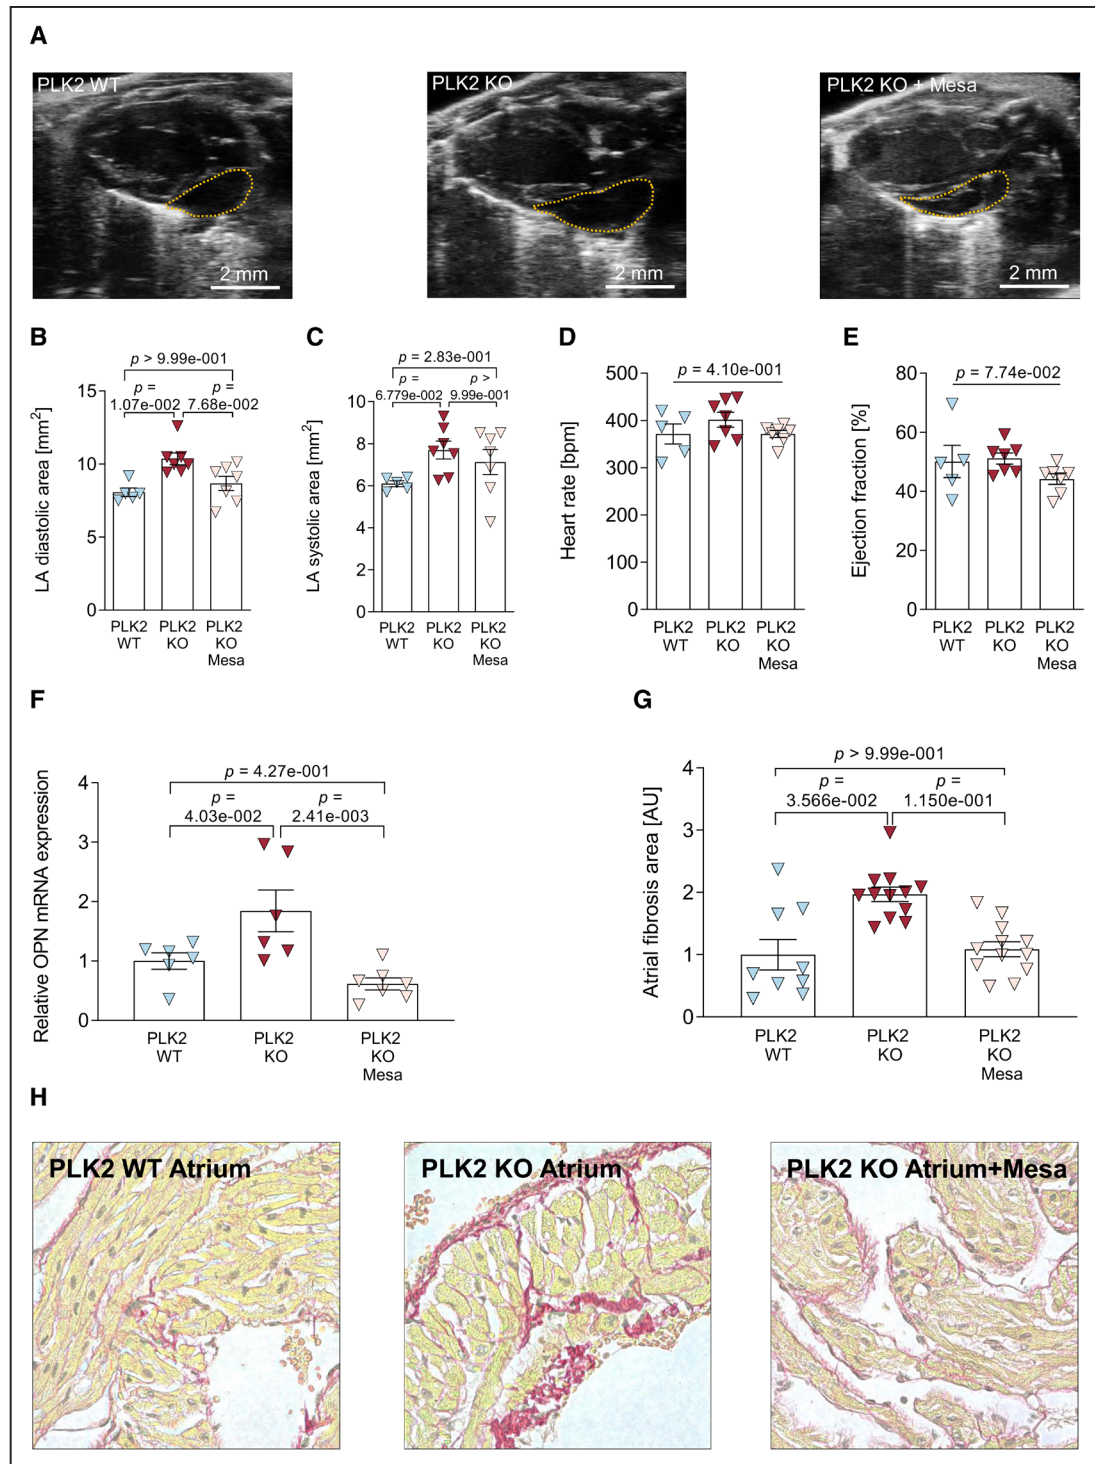 A
PLK2 WT
PLK2 KO
PLK2 KO + Mesa
2 mm
2 mm
2 mm
B
p > 9.99e-001
p =
1.07e-002
p =
7.68e-002
LA diastolic area [mm2]
15
10
5
0
PLK2
WT
PLK2
KO
PLK2
KO
Mesa
C
p = 2.83e-001
p =
6.779e-002
p >
9.99e-001
LA systolic area [mm2]
10
8
6
4
2
0
PLK2
WT
PLK2
KO
PLK2
KO
Mesa
D
p = 4.10e-001
Heart rate [bpm]
500
400
300
200
100
0
PLK2
WT
PLK2
KO
PLK2
KO
Mesa
E
p = 7.74e-002
Ejection fraction [%]
80
60
40
20
0
PLK2
WT
PLK2
KO
PLK2
KO
Mesa
F
p = 4.27e-001
p =
4.03e-002
p =
2.41e-003
Relative OPN mRNA expression
4
3
2
1
0
PLK2
WT
PLK2
KO
PLK2
KO
Mesa
G
p > 9.99e-001
p =
3.566e-002
p =
1.150e-001
Atrial fibrosis area [AU]
4
3
2
1
0
PLK2
WT
PLK2
KO
PLK2
KO
Mesa
H
PLK2 WT Atrium
PLK2 KO Atrium
PLK2 KO Atrium+Mesa